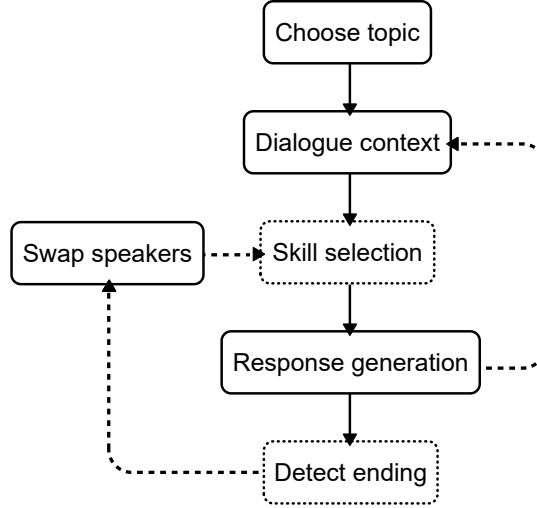 Choose topic
Dialogue context
Swap speakers
Skill selection
Response generation
Detect ending